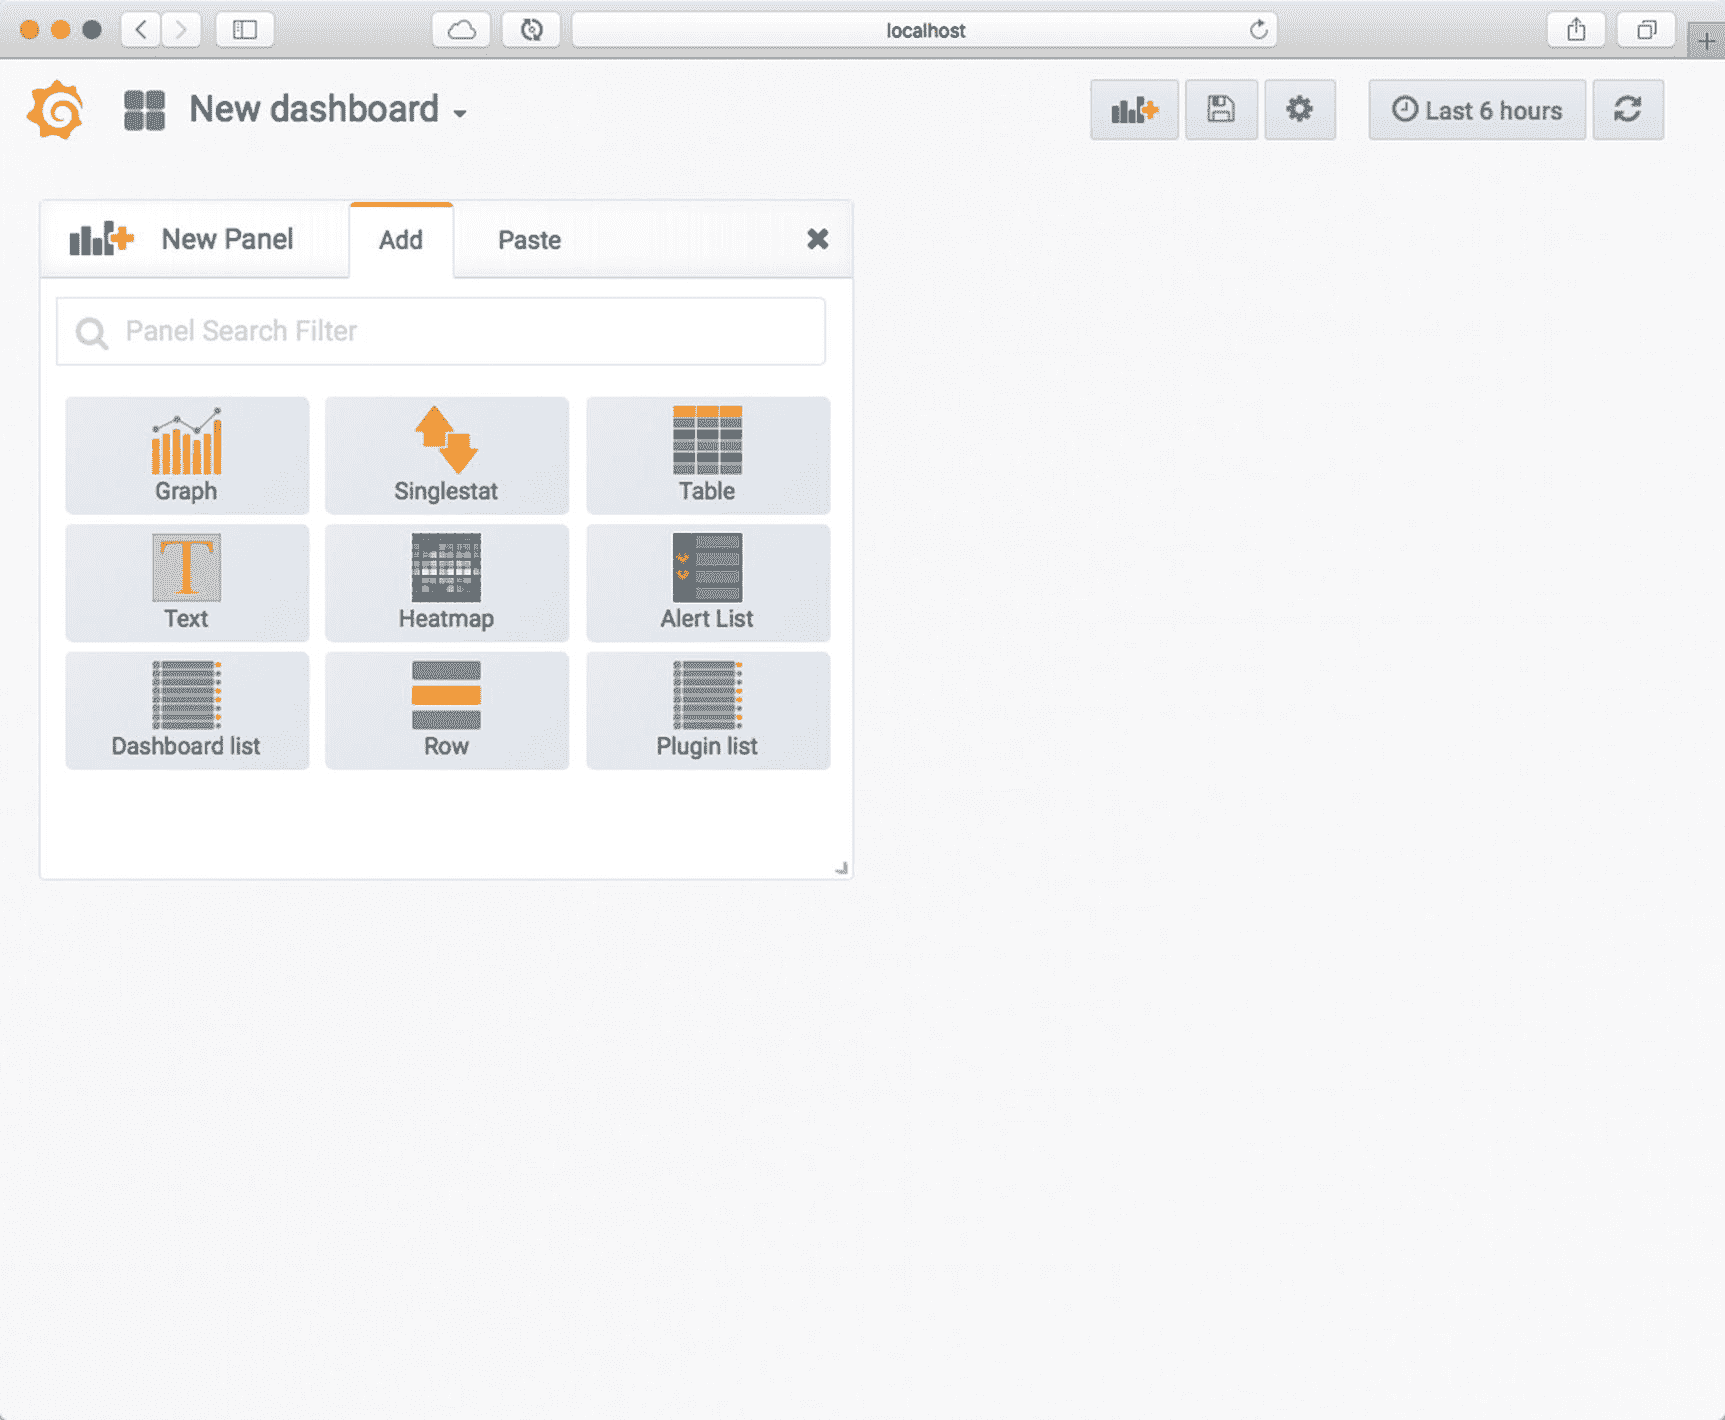 localhost
New dashboard
Last 6 hours
New Panel
Add
Paste
Panel Search Filter
Graph
Singlestat
Table
Text
Heatmap
Alert List
Dashboard list
Row
Plugin list